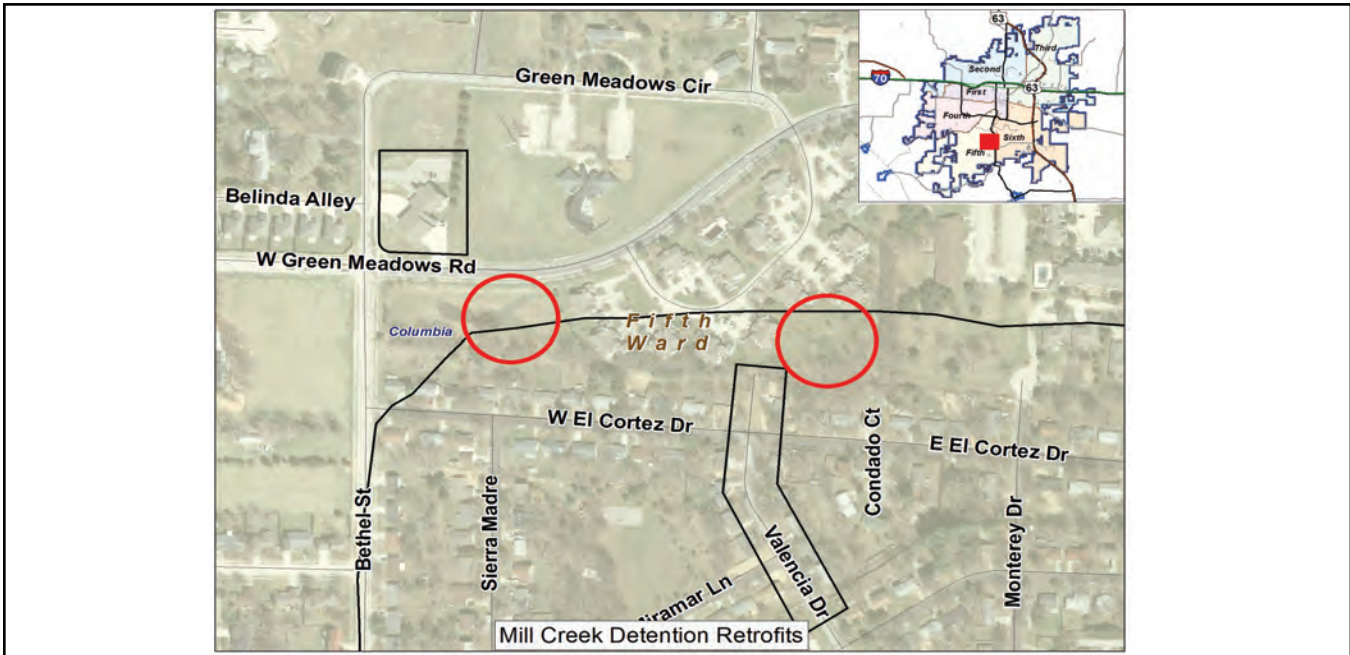 Green Meadows Cir
Belinda Alley
W Green Meadows Rd
Columbia
Fifth
Ward
W El Cortez Dr
E El Cortez Dr
Bethel St
Sierra Madre
Condado Ct
Monterey Dr
Valencia Dr
Miramar Ln
Mill Creek Detention Retrofits
63
Third
Second
70
63
First
Fourth
Sixth
Fifth